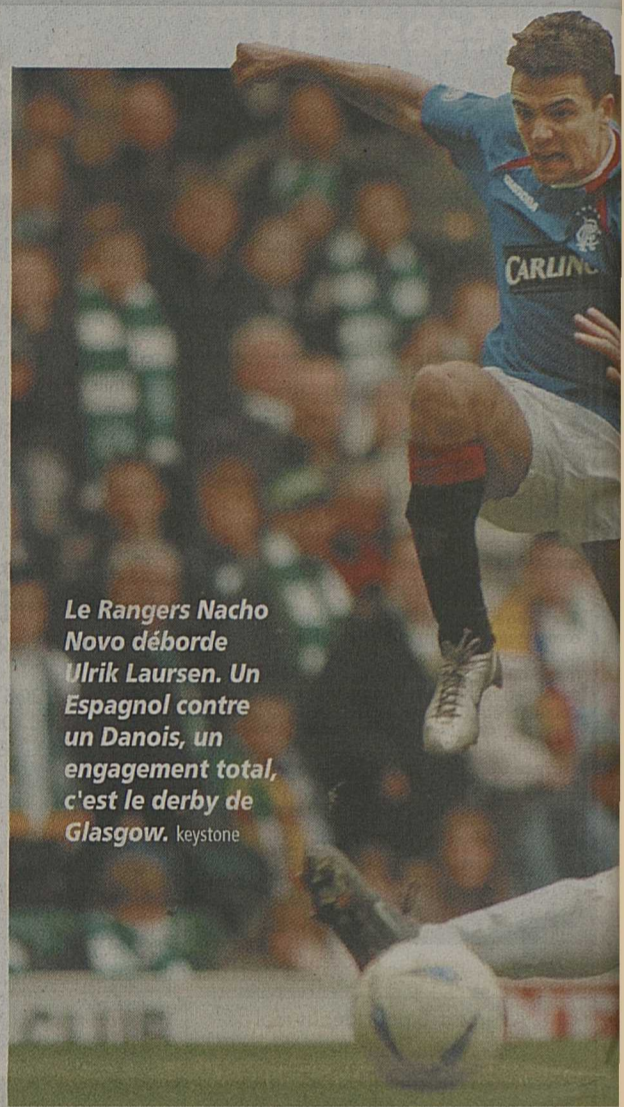 CARLING
Le Rangers Nacho
Novo déborde
Ulrik Laursen. Un
Espagnol contre
un Danois, un
engagement total,
c'est le derby de
Glasgow. keystone
CLUB